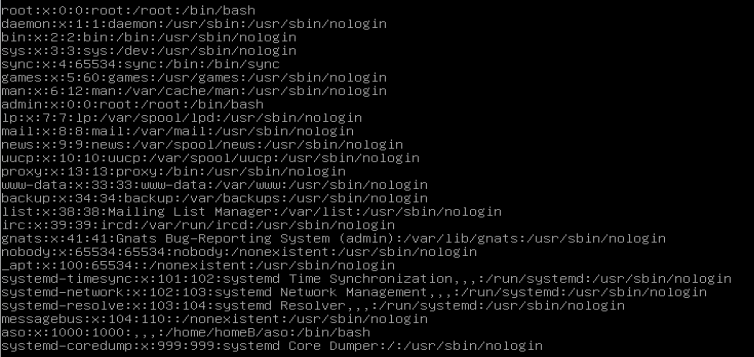 root:x:0:0:root:/root:/bin/bash
daemon:x:1:1:daemon:/usr/sbin:/usr/sbin/nologin
bin:x:2:2:bin:/bin:/usr/sbin/nologin
sys:x:3:3:sys:/dev:/usr/sbin/nologin
sync:x:4:65534:sync:/bin:/bin/sync
games:x:5:60:games:/usr/games:/usr/sbin/nologin
man:x:6:12:man:/var/cache/man:/usr/sbin/nologin
admin:x:0:0:root:/root:/bin/bash
lp:x:7:7:lp:/var/spool/lpd:/usr/sbin/nologin
mail:x:8:8:mail:/var/mail:/usr/sbin/nologin
news:x:9:9:news:/var/spool/news:/usr/sbin/nologin
uucp:x:10:10:uucp:/var/spool/uucp:/usr/sbin/nologin
proxy:x:13:13:proxy:/bin:/usr/sbin/nologin
www-data:x:33:33:www-data:/var/www:/usr/sbin/nologin
backup:x:34:34:backup:/var/backups:/usr/sbin/nologin
list:x:38:38:Mailing List Manager:/var/list:/usr/sbin/nologin
irc:x:39:39:ircd:/var/run/ircd:/usr/sbin/nologin
gnats:x:41:41:Gnats Bug-Reporting System (admin):/var/lib/gnats:/usr/sbin/nologin
nobody:x:65534:65534:nobody:/nonexistent:/usr/sbin/nologin
_apt:x:100:65534::/nonexistent:/usr/sbin/nologin
systemd-timesync:x:101:102:systemd Time Synchronization,,,:/run/systemd:/usr/sbin/nologin
systemd-network:x:102:103:systemd Network Management,,,:/run/systemd:/usr/sbin/nologin
systemd-resolve:x:103:104:systemd Resolver,,,:/run/systemd:/usr/sbin/nologin
messagebus:x:104:110::/nonexistent:/usr/sbin/nologin
aso:x:1000:1000:,,,:/home/homeB/aso:/bin/bash
systemd-coredump:x:999:999:systemd Core Dumper:/:/usr/sbin/nologin